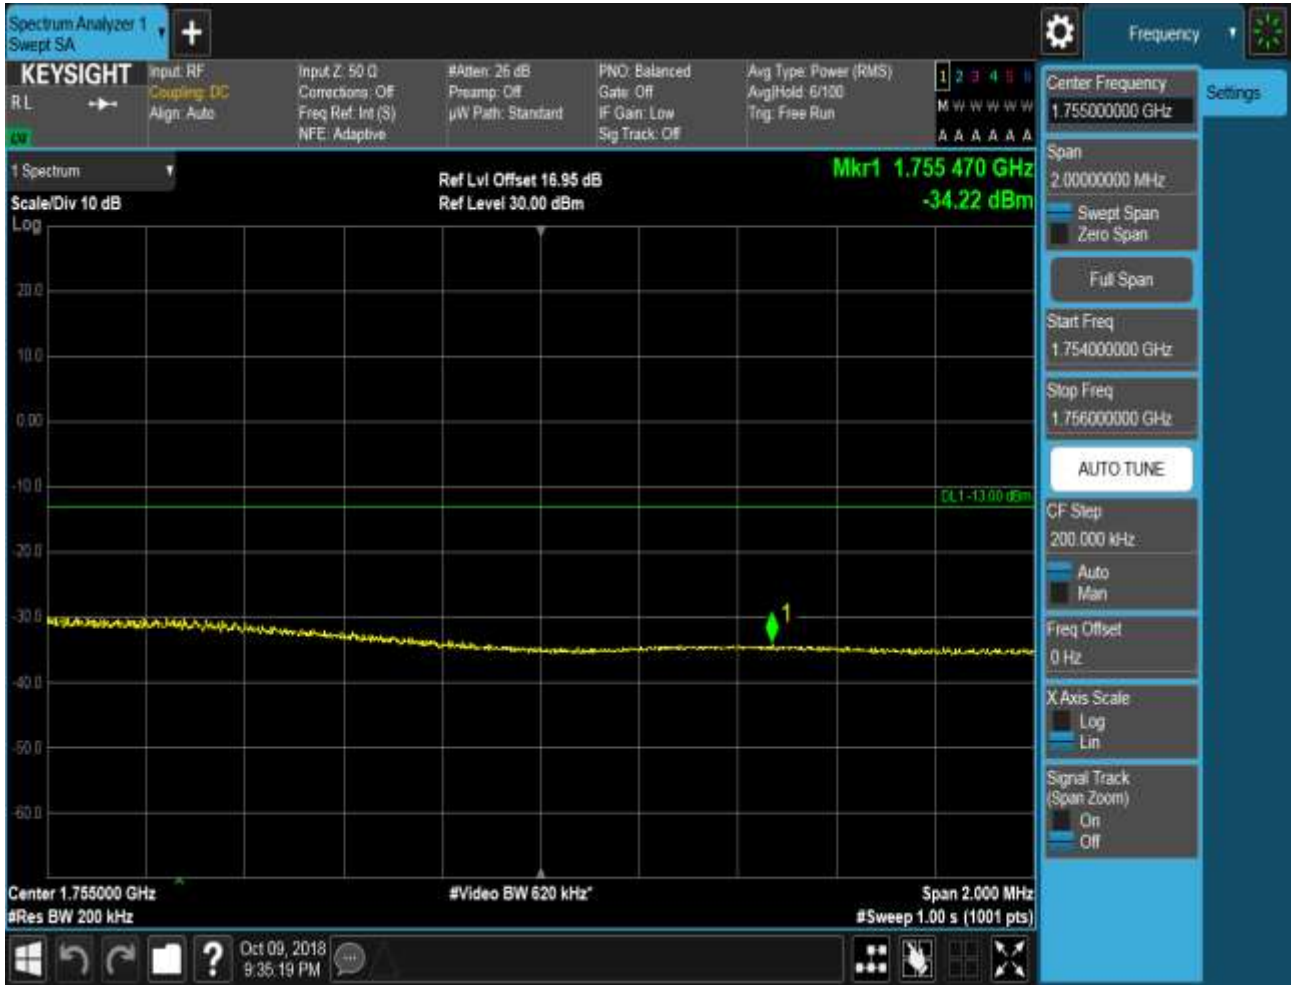 Spectrum Analyzer 1
Swept SA
+
Frequency
KEYSIGHT
RL
LW
Input: RF
Coupling: DC
Align: Auto
Input Z: 50 Ω
Corrections: Off
Freq Ref: Int (S)
NFE: Adaptive
#Atten: 26 dB
Preamp: Off
µW Path: Standard
PNO: Balanced
Gate: Off
IF Gain: Low
Sig Track: Off
Avg Type: Power (RMS)
Avg|Hold: 6/100
Trig: Free Run
1 2 3 4 5 6
M W W W W W
A A A A A A
1 Spectrum
Scale/Div 10 dB
Log
Ref Lvl Offset 16.95 dB
Ref Level 30.00 dBm
Mkr1 1.755 470 GHz
-34.22 dBm
20.0
10.0
0.00
-10.0
DL1 -13.00 dBm
-20.0
-30.0
1
-40.0
-50.0
-60.0
Center 1.755000 GHz
#Res BW 200 kHz
#Video BW 620 kHz*
Span 2.000 MHz
#Sweep 1.00 s (1001 pts)
?
Oct 09, 2018
9:35:19 PM
Center Frequency
1.755000000 GHz
Settings
Span
2.00000000 MHz
Swept Span
Zero Span
Full Span
Start Freq
1.754000000 GHz
Stop Freq
1.756000000 GHz
AUTO TUNE
CF Step
200.000 kHz
Auto
Man
Freq Offset
0 Hz
X Axis Scale
Log
Lin
Signal Track
(Span Zoom)
On
Off